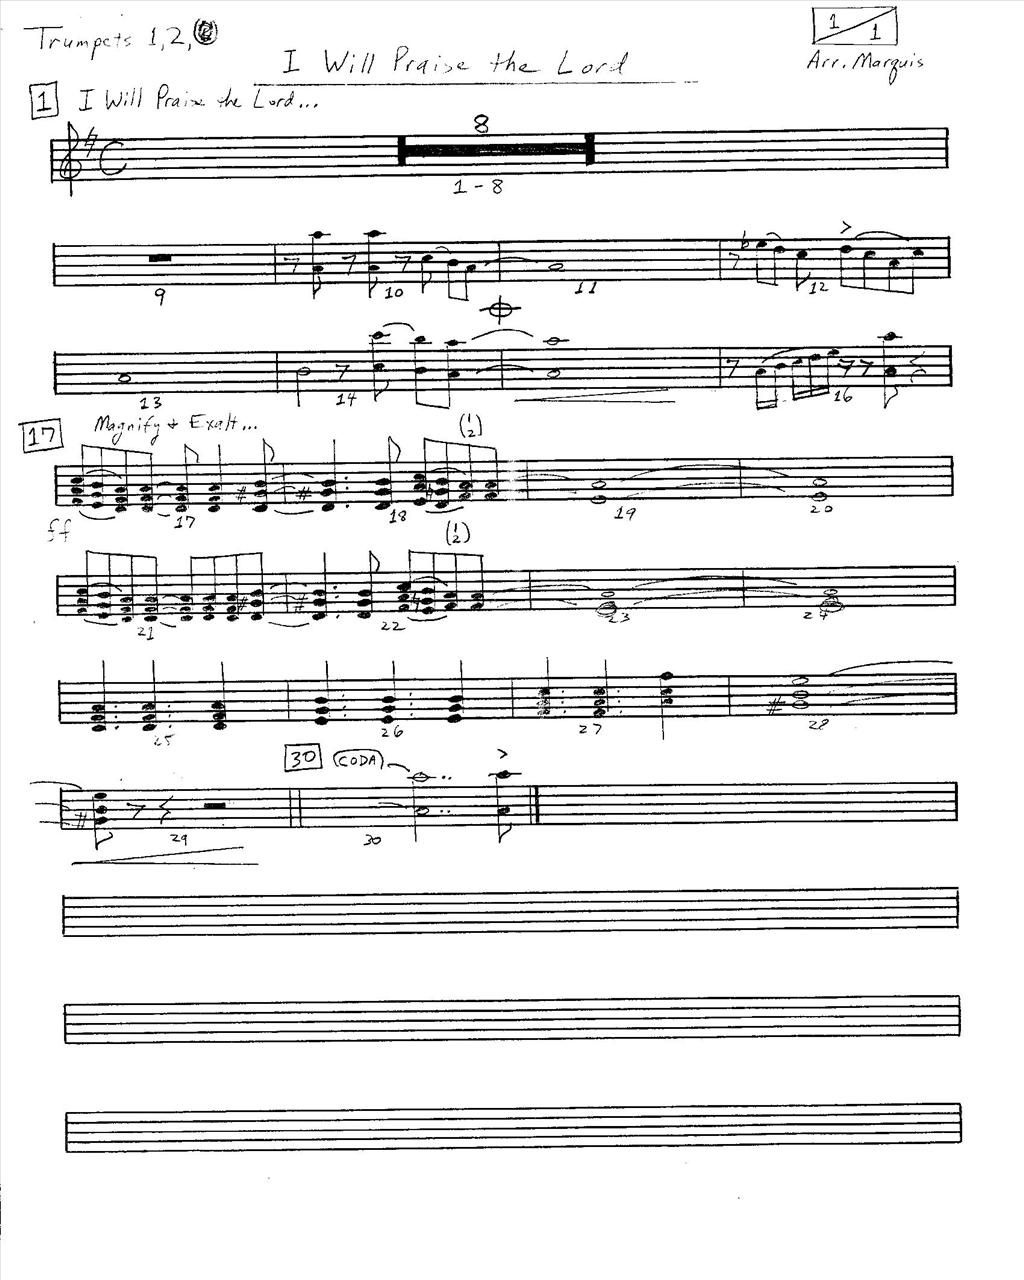 Trumpets 1, 2,
1/1
I Will Praise the Lord
Arr. Marquis
1 I Will Praise the Lord...
8
1 - 8
9 10 11 12
13 14 16
17 Magnify + Exalt... (1/2)
ff 17 18 19 20
(1/2)
21 22 23 24
25 26 27 28
30 (CODA)
29 30